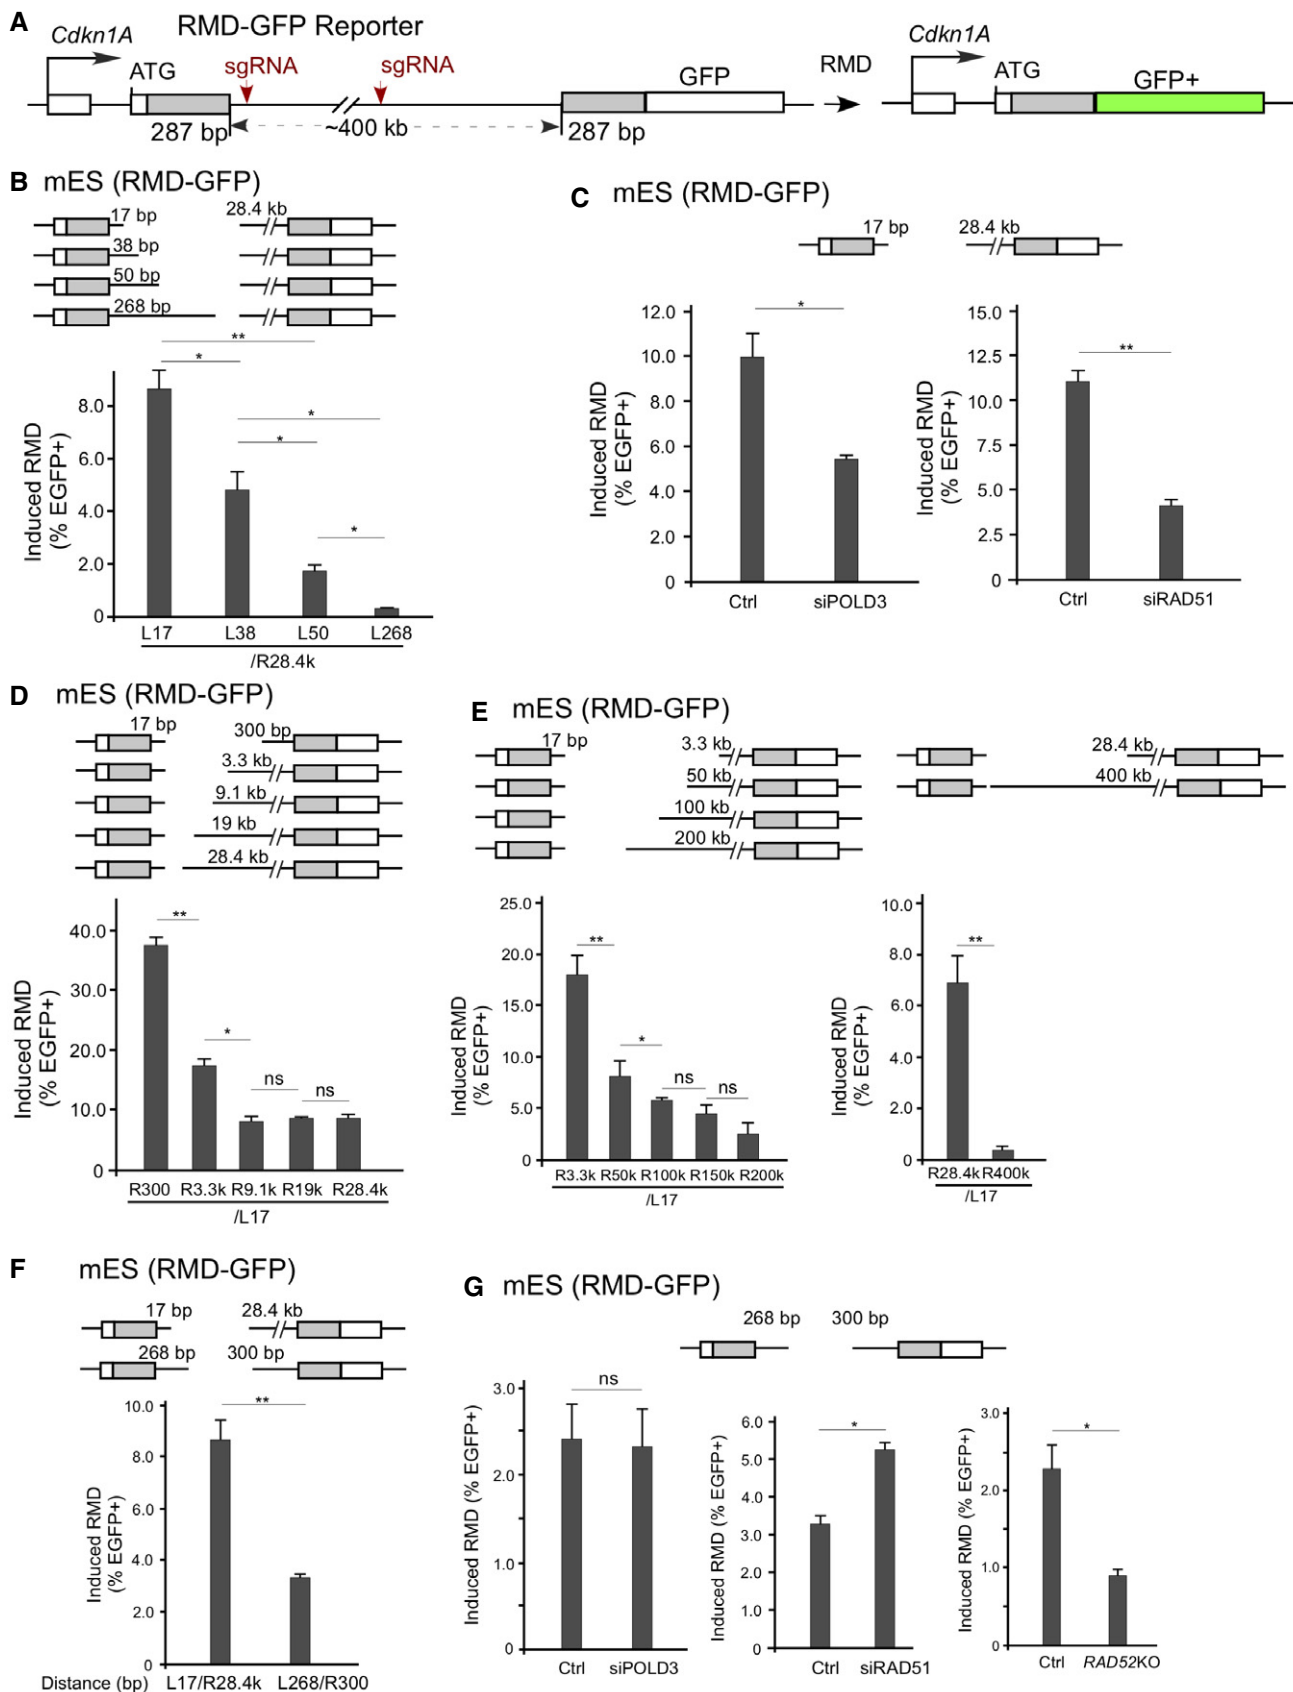 A
RMD-GFP Reporter
Cdkn1A
ATG
sgRNA
sgRNA
GFP
RMD
Cdkn1A
ATG
GFP+
287 bp
~400 kb
287 bp
B mES (RMD-GFP)
17 bp
28.4 kb
38 bp
50 bp
268 bp
**
*
*
*
*
Induced RMD
(% EGFP+)
8.0
6.0
4.0
2.0
0
L17 L38 L50 L268
/R28.4k
C mES (RMD-GFP)
17 bp
28.4 kb
*
Induced RMD
(% EGFP+)
12.0
10.0
8.0
6.0
4.0
2.0
0
Ctrl siPOLD3
**
Induced RMD
(% EGFP+)
15.0
12.5
10.0
7.5
5.0
2.5
0
Ctrl siRAD51
D mES (RMD-GFP)
17 bp
300 bp
3.3 kb
9.1 kb
19 kb
28.4 kb
**
*
ns
ns
Induced RMD
(% EGFP+)
40.0
30.0
20.0
10.0
0
R300 R3.3k R9.1k R19k R28.4k
/L17
E mES (RMD-GFP)
17 bp
3.3 kb
50 kb
100 kb
200 kb
28.4 kb
400 kb
**
*
ns
ns
Induced RMD
(% EGFP+)
25.0
20.0
15.0
10.0
5.0
0
R3.3k R50k R100k R150k R200k
/L17
**
Induced RMD
(% EGFP+)
10.0
8.0
6.0
4.0
2.0
0
R28.4k R400k
/L17
F mES (RMD-GFP)
17 bp
28.4 kb
268 bp
300 bp
**
Induced RMD
(% EGFP+)
10.0
8.0
6.0
4.0
2.0
0
Distance (bp) L17/R28.4k L268/R300
G mES (RMD-GFP)
268 bp
300 bp
ns
Induced RMD (% EGFP+)
3.0
2.0
1.0
0
Ctrl siPOLD3
*
Induced RMD (% EGFP+)
6.0
5.0
4.0
3.0
2.0
1.0
0
Ctrl siRAD51
*
Induced RMD (% EGFP+)
3.0
2.0
1.0
0
Ctrl RAD52KO